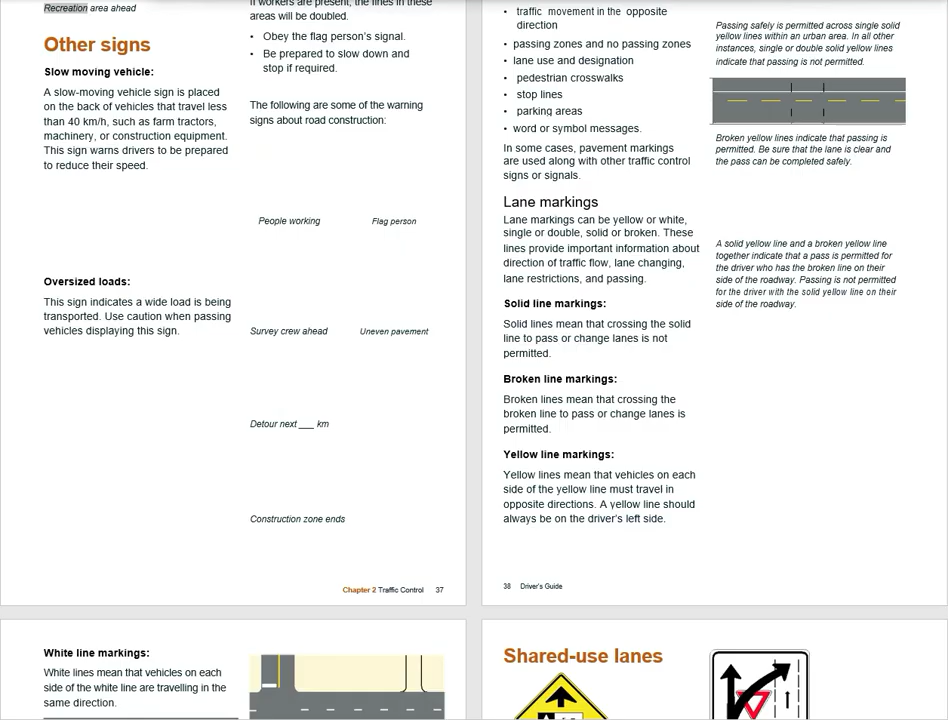 Recreation area ahead
Other signs
Slow moving vehicle:
A slow-moving vehicle sign is placed
on the back of vehicles that travel less
than 40 km/h, such as farm tractors,
machinery, or construction equipment.
This sign warns drivers to be prepared
to reduce their speed.
Oversized loads:
This sign indicates a wide load is being
transported. Use caution when passing
vehicles displaying this sign.
If workers are present, the fines in these
areas will be doubled.
• Obey the flag person's signal.
• Be prepared to slow down and
stop if required.
The following are some of the warning
signs about road construction:
People working
Flag person
Survey crew ahead
Uneven pavement
Detour next ___ km
Construction zone ends
Chapter 2 Traffic Control 37
• traffic movement in the opposite
direction
• passing zones and no passing zones
• lane use and designation
• pedestrian crosswalks
• stop lines
• parking areas
• word or symbol messages.
In some cases, pavement markings
are used along with other traffic control
signs or signals.
Lane markings
Lane markings can be yellow or white,
single or double, solid or broken. These
lines provide important information about
direction of traffic flow, lane changing,
lane restrictions, and passing.
Solid line markings:
Solid lines mean that crossing the solid
line to pass or change lanes is not
permitted.
Broken line markings:
Broken lines mean that crossing the
broken line to pass or change lanes is
permitted.
Yellow line markings:
Yellow lines mean that vehicles on each
side of the yellow line must travel in
opposite directions. A yellow line should
always be on the driver's left side.
Passing safely is permitted across single solid
yellow lines within an urban area. In all other
instances, single or double solid yellow lines
indicate that passing is not permitted.
Broken yellow lines indicate that passing is
permitted. Be sure that the lane is clear and
the pass can be completed safely.
A solid yellow line and a broken yellow line
together indicate that a pass is permitted for
the driver who has the broken line on their
side of the roadway. Passing is not permitted
for the driver with the solid yellow line on their
side of the roadway.
38 Driver's Guide
White line markings:
White lines mean that vehicles on each
side of the white line are travelling in the
same direction.
Shared-use lanes